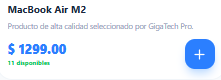 MacBook Air M2
Producto de alta calidad seleccionado por GigaTech Pro.
$ 1299.00
11 disponibles
+